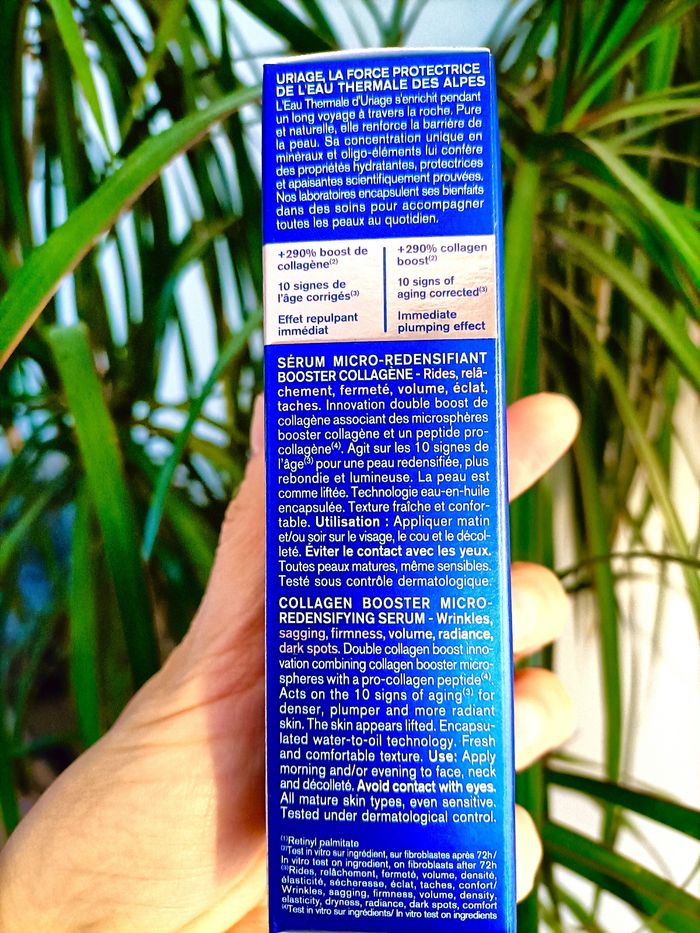 URIAGE, LA FORCE PROTECTRICE
DE L'EAU THERMALE DES ALPES
L'Eau Thermale d'Uriage s'enrichit pendant
un long voyage à travers la roche. Pure
et naturelle, elle renforce la barrière de
la peau. Sa concentration unique en
minéraux et oligo-éléments lui confère
des propriétés hydratantes, protectrices
et apaisantes scientifiquement prouvées.
Nos laboratoires encapsulent ses bienfaits
dans des soins pour accompagner
toutes les peaux au quotidien.
+290% boost de
collagène(2)
10 signes de
l'âge corrigés(3)
Effet repulpant
immédiat
+290% collagen
boost(2)
10 signs of
aging corrected(3)
Immediate
plumping effect
SÉRUM MICRO-REDENSIFIANT
BOOSTER COLLAGÈNE - Rides, relâ-
chement, fermeté, volume, éclat,
taches. Innovation double boost de
collagène associant des microsphères
booster collagène et un peptide pro-
collagène(4). Agit sur les 10 signes de
l'âge(3) pour une peau redensifiée, plus
rebondie et lumineuse. La peau est
comme liftée. Technologie eau-en-huile
encapsulée. Texture fraîche et confor-
table. Utilisation : Appliquer matin
et/ou soir sur le visage, le cou et le décol-
leté. Éviter le contact avec les yeux.
Toutes peaux matures, même sensibles.
Testé sous contrôle dermatologique.
COLLAGEN BOOSTER MICRO-
REDENSIFYING SERUM - Wrinkles,
sagging, firmness, volume, radiance,
dark spots. Double collagen boost inno-
vation combining collagen booster micro-
spheres with a pro-collagen peptide(4).
Acts on the 10 signs of aging(3) for
denser, plumper and more radiant
skin. The skin appears lifted. Encapsu-
lated water-to-oil technology. Fresh
and comfortable texture. Use: Apply
morning and/or evening to face, neck
and décolleté. Avoid contact with eyes.
All mature skin types, even sensitive.
Tested under dermatological control.
(1)Retinyl palmitate
(2)Test in vitro sur ingrédient, sur fibroblastes après 72h/
In vitro test on ingredient, on fibroblasts after 72h
(3)Rides, relâchement, fermeté, volume, densité,
élasticité, sécheresse, éclat, taches, confort/
Wrinkles, sagging, firmness, volume, density,
elasticity, dryness, radiance, dark spots, comfort
(4)Test in vitro sur ingrédients/ In vitro test on ingredients